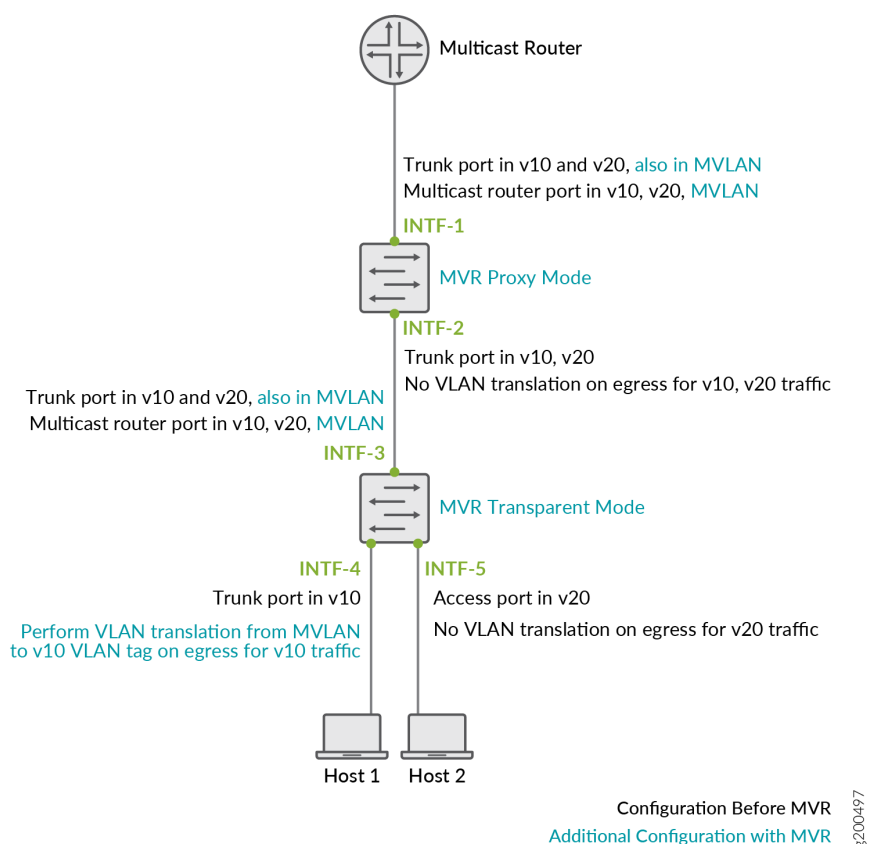 Multicast Router
Trunk port in v10 and v20, also in MVLAN
Multicast router port in v10, v20, MVLAN
INTF-1
MVR Proxy Mode
INTF-2
Trunk port in v10, v20
No VLAN translation on egress for v10, v20 traffic
Trunk port in v10 and v20, also in MVLAN
Multicast router port in v10, v20, MVLAN
INTF-3
MVR Transparent Mode
INTF-4
Trunk port in v10
Perform VLAN translation from MVLAN
to v10 VLAN tag on egress for v10 traffic
INTF-5
Access port in v20
No VLAN translation on egress for v20 traffic
Host 1
Host 2
Configuration Before MVR
Additional Configuration with MVR
g200497